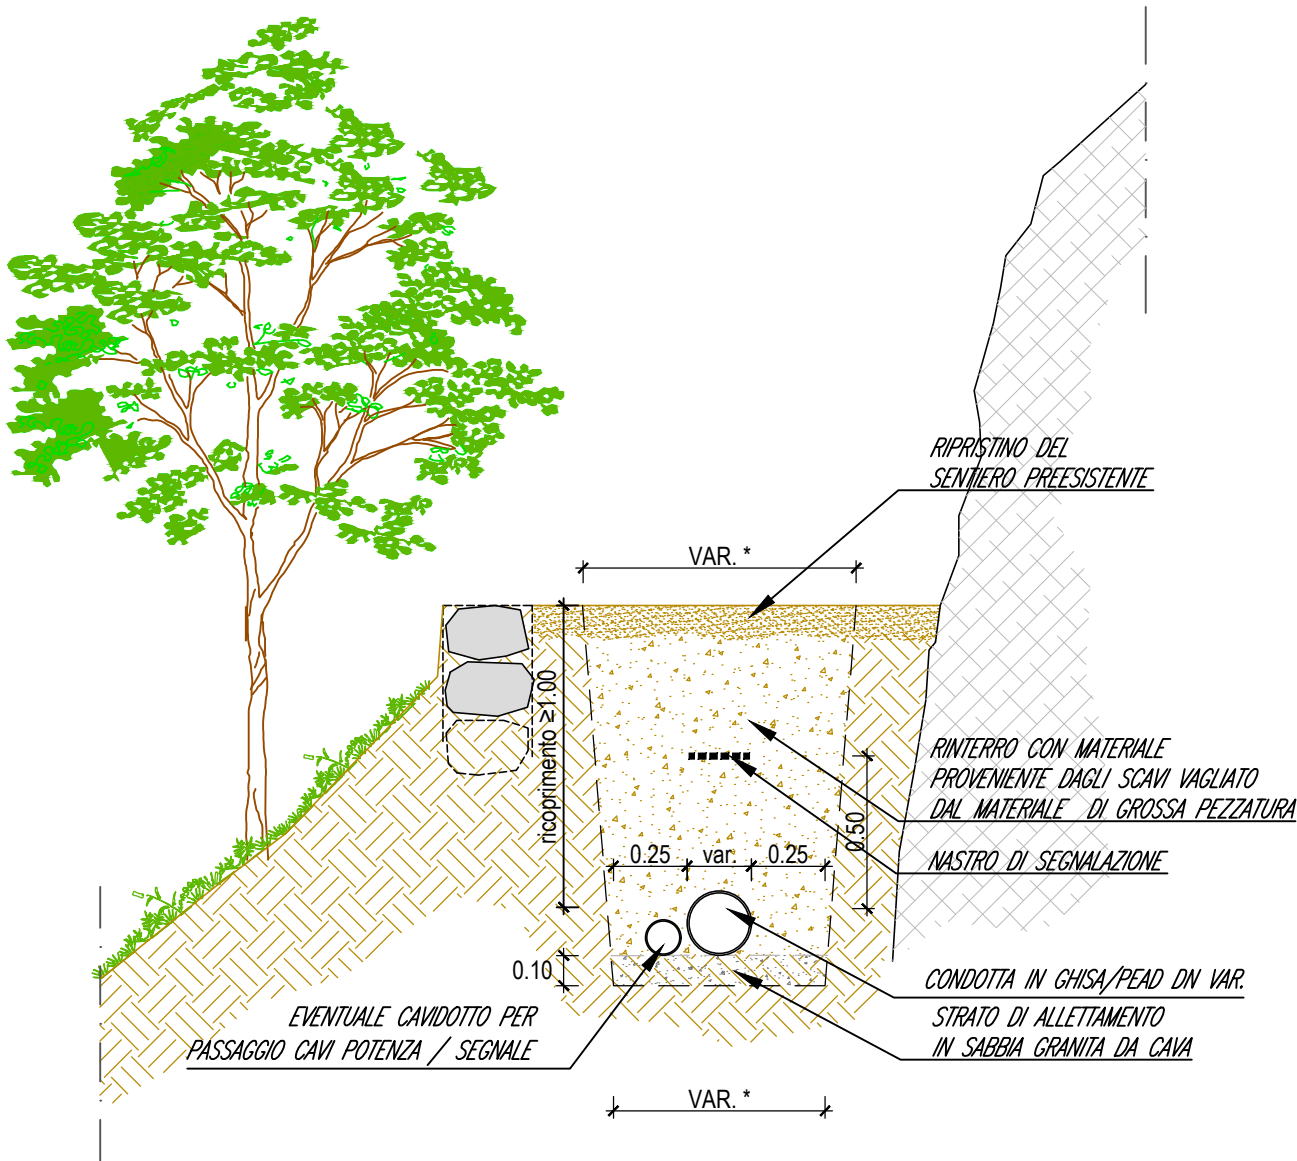 RIPRISTINO DEL
SENTIERO PREESISTENTE
VAR. *
ricoprimento ≥1.00
RINTERRO CON MATERIALE
PROVENIENTE DAGLI SCAVI VAGLIATO
DAL MATERIALE DI GROSSA PEZZATURA
0.50
0.25
var.
0.25
NASTRO DI SEGNALAZIONE
0.10
CONDOTTA IN GHISA/PEAD DN VAR.
EVENTUALE CAVIDOTTO PER
PASSAGGIO CAVI POTENZA / SEGNALE
STRATO DI ALLETTAMENTO
IN SABBIA GRANITA DA CAVA
VAR. *